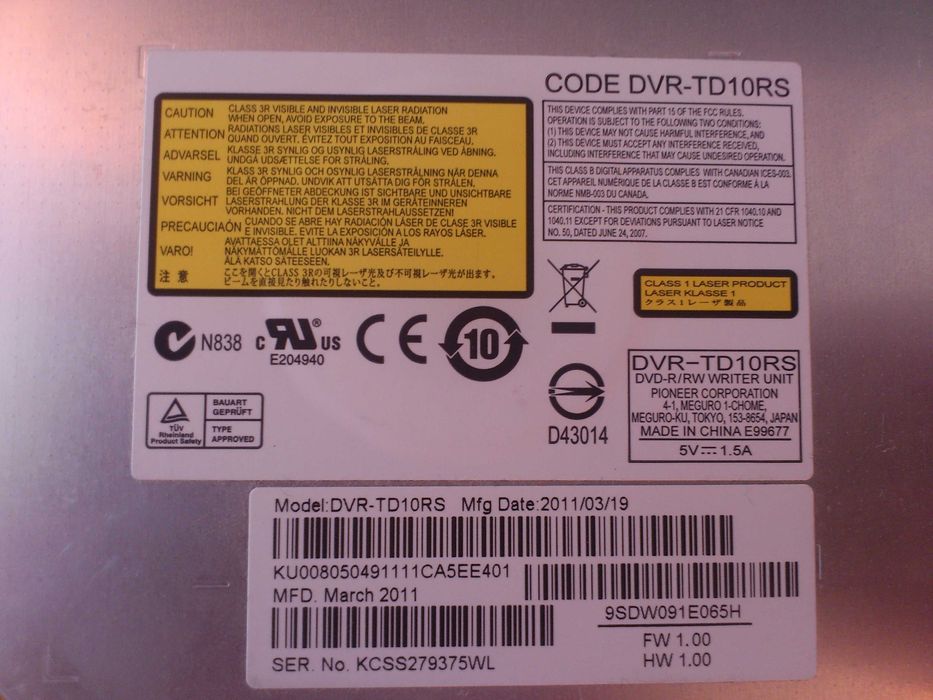 CODE DVR-TD10RS
CAUTION CLASS 3R VISIBLE AND INVISIBLE LASER RADIATION
WHEN OPEN, AVOID EXPOSURE TO THE BEAM.
ATTENTION RADIATIONS LASER VISIBLES ET INVISIBLES DE CLASSE 3R
QUAND OUVERT. ÉVITEZ TOUT EXPOSITION AU FAISCEAU.
ADVARSEL KLASSE 3R SYNLIG OG USYNLIG LASERSTRÅLING VED ÅBNING.
UNDGÅ UDSÆTTELSE FOR STRÅLING.
VARNING KLASS 3R SYNLIG OCH OSYNLIG LASERSTRÅLNING NÄR DENNA
DEL ÄR ÖPPNAD. UNDVIK ATT UTSÄTTA DIG FÖR STRÅLEN.
VORSICHT BEI GEÖFFNETER ABDECKUNG IST SICHTBARE UND UNSICHTBARE
LASERSTRAHLUNG DER KLASSE 3R IM GERÄTEINNEREN
VORHANDEN. NICHT DEM LASERSTRAHLAUSSETZEN!
PRECAUCIAÓN CUANDO SE ABRE HAY RADIACIÓN LÁSER DE CLASE 3R VISIBLE
E INVISIBLE. EVITE LA EXPOSICIÓN A LOS RAYOS LÁSER.
VARO! AVATTAESSA OLET ALTTIINA NÄKYVÄLLE JA
NÄKYMÄTTÖMÄLLE LUOKAN 3R LASERSÄTEILYLLE.
ÄLÄ KATSO SÄTEESEEN.
注意 ここを開くとCLASS 3Rの可視レーザ光及び不可視レーザ光が出ます。
ビームを直接見たり触れたりしないこと。
THIS DEVICE COMPLIES WITH PART 15 OF THE FCC RULES.
OPERATION IS SUBJECT TO THE FOLLOWING TWO CONDITIONS;
(1) THIS DEVICE MAY NOT CAUSE HARMFUL INTERFERENCE, AND
(2) THIS DEVICE MUST ACCEPT ANY INTERFERENCE RECEIVED,
INCLUDING INTERFERENCE THAT MAY CAUSE UNDESIRED OPERATION.
THIS CLASS B DIGITAL APPARATUS COMPLIES WITH CANADIAN ICES-003.
CET APPAREIL NUMÉRIQUE DE LA CLASSE B EST CONFORME À LA
NORME NMB-003 DU CANADA.
CERTIFICATION - THIS PRODUCT COMPLIES WITH 21 CFR 1040.10 AND
1040.11 EXCEPT FOR DEVIATIONS PURSUANT TO LASER NOTICE
NO. 50, DATED JUNE 24, 2007.
CLASS 1 LASER PRODUCT
LASER KLASSE 1
クラス1レーザ製品
N838
C RU ® US
E204940
CE
10
D43014
TÜV
Rheinland
Product Safety
BAUART
GEPRÜFT
TYPE
APPROVED
DVR-TD10RS
DVD-R/RW WRITER UNIT
PIONEER CORPORATION
4-1, MEGURO 1-CHOME,
MEGURO-KU, TOKYO, 153-8654, JAPAN
MADE IN CHINA E99677
5V⎓1.5A
Model:DVR-TD10RS Mfg Date:2011/03/19
KU008050491111CA5EE401
MFD. March 2011
9SDW091E065H
FW 1.00
HW 1.00
SER. No. KCSS279375WL